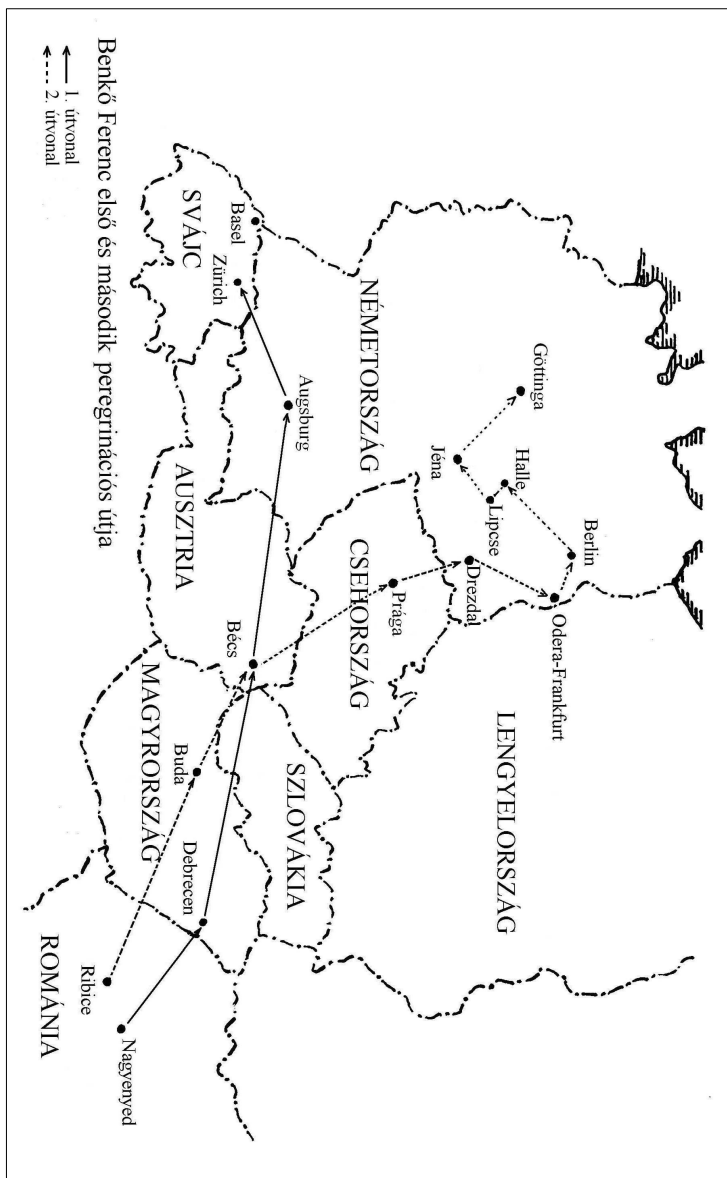 NÉMETORSZÁG
LENGYELORSZÁG
Göttinga
Jéna
Halle
Lipcse
Berlin
Odera-Frankfurt
Drezdal
CSEHORSZÁG
Prága
SVÁJC
Basel
Zürich
Augsburg
AUSZTRIA
Bécs
SZLOVÁKIA
MAGYRORSZÁG
Buda
Debrecen
ROMÁNIA
Ribice
Nagyenyed
Benkő Ferenc első és második peregrinációs útja
1. útvonal
2. útvonal